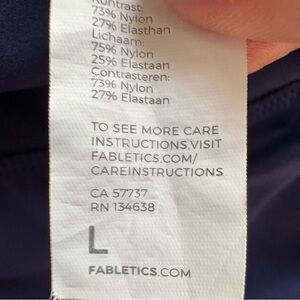 Kontrast:
73% Nylon
27% Elasthan
Lichaam:
75% Nylon
25% Elastaan
Contrasteren:
73% Nylon
27% Elastaan
TO SEE MORE CARE
INSTRUCTIONS,VISIT
FABLETICS.COM/
CAREINSTRUCTIONS
CA 57737
RN 134638
L
FABLETICS.COM